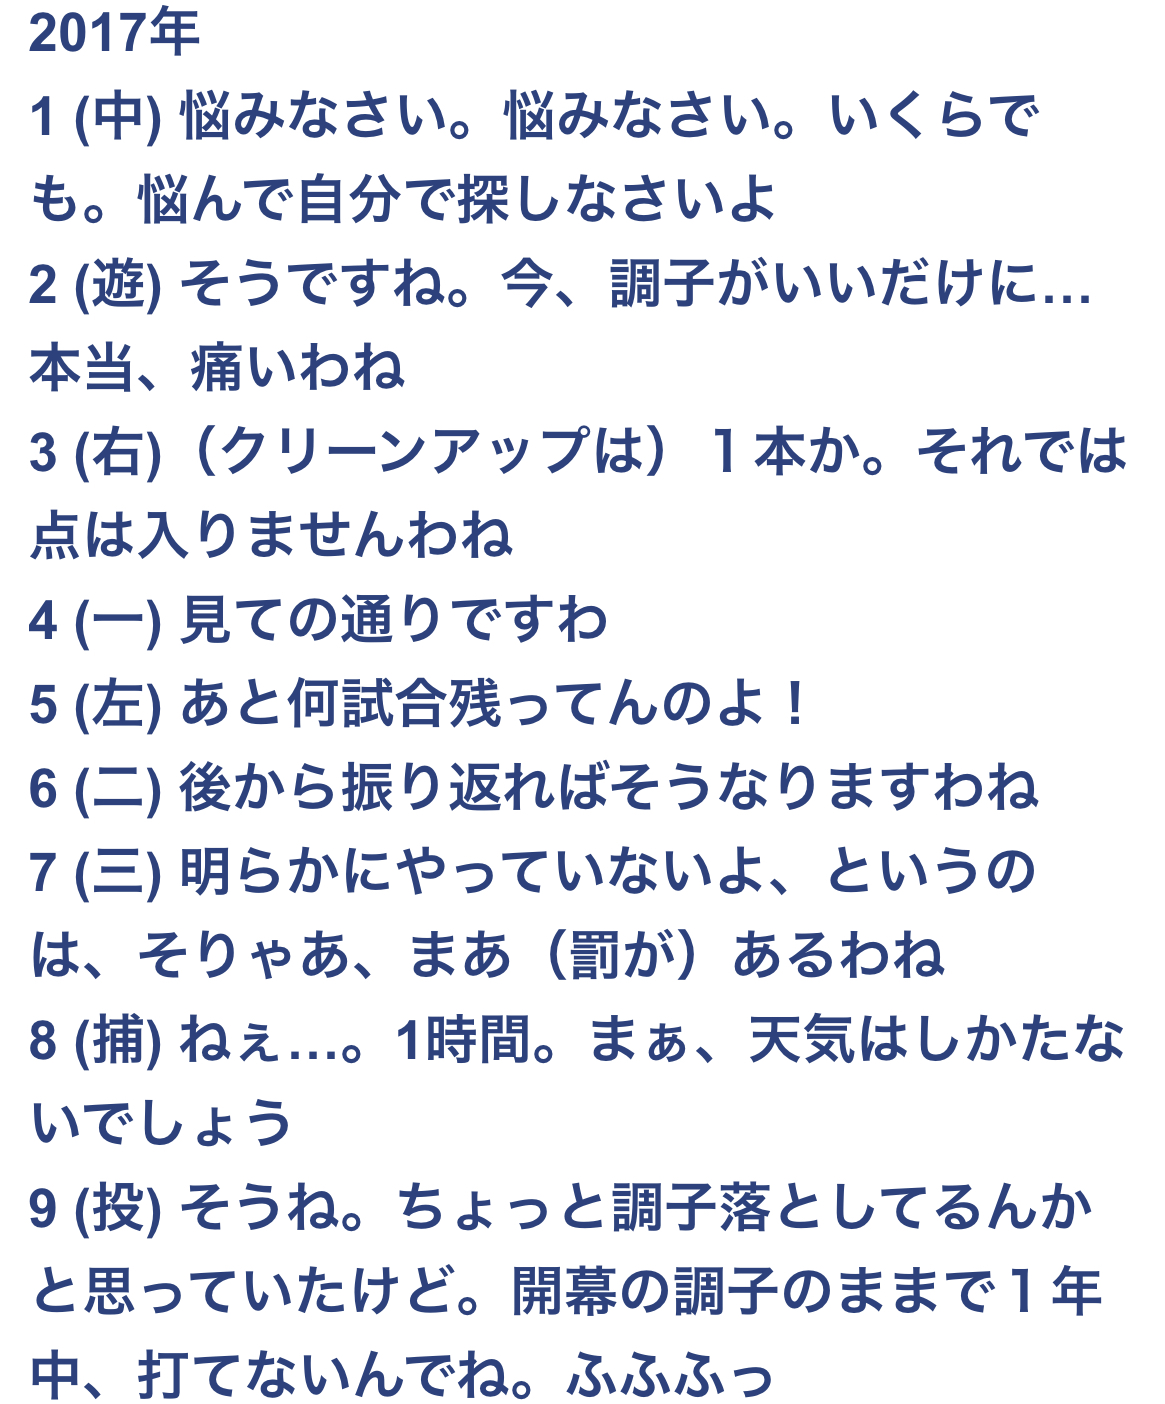 2017年
1 (中) 悩みなさい。悩みなさい。いくらで
も。悩んで自分で探しなさいよ
2 (遊) そうですね。今、調子がいいだけに…
本当、痛いわね
3 (右)（クリーンアップは）１本か。それでは
点は入りませんわね
4 (一) 見ての通りですわ
5 (左) あと何試合残ってんのよ！
6 (二) 後から振り返ればそうなりますわね
7 (三) 明らかにやっていないよ、というの
は、そりゃあ、まあ（罰が）あるわね
8 (捕) ねぇ…。1時間。まぁ、天気はしかたな
いでしょう
9 (投) そうね。ちょっと調子落としてるんか
と思っていたけど。開幕の調子のままで１年
中、打てないんでね。ふふふっ